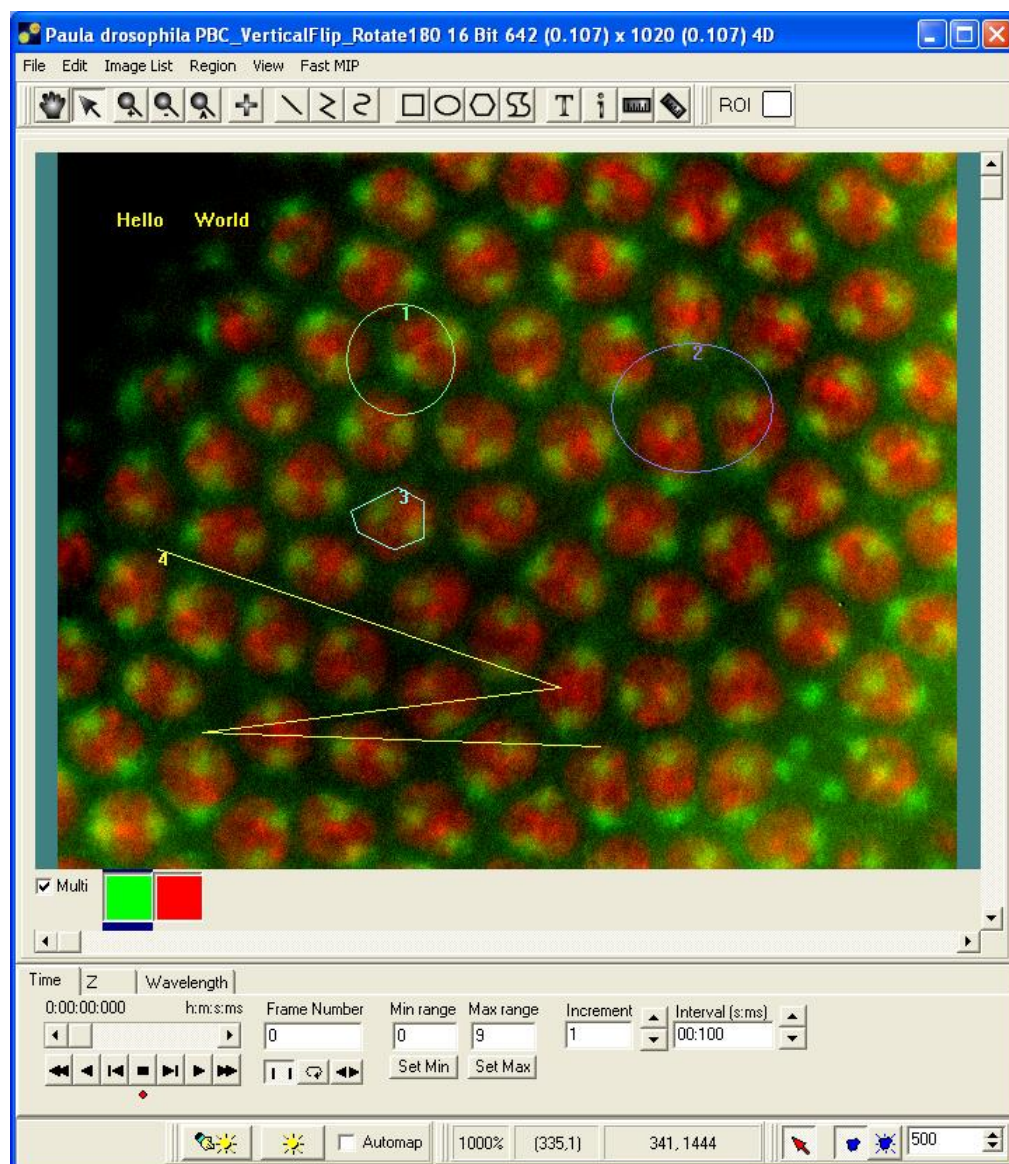 Paula drosophila PBC_VerticalFlip_Rotate180 16 Bit 642 (0.107) x 1020 (0.107) 4D
File Edit Image List Region View Fast MIP
T i ROI
Hello World
1
2
3
4
Multi
Time Z Wavelength
0:00:00:000 h:m:s:ms Frame Number Min range Max range Increment Interval (s:ms)
0 0 9 1 00:100
Set Min Set Max
Automap 1000% (335,1) 341, 1444 500